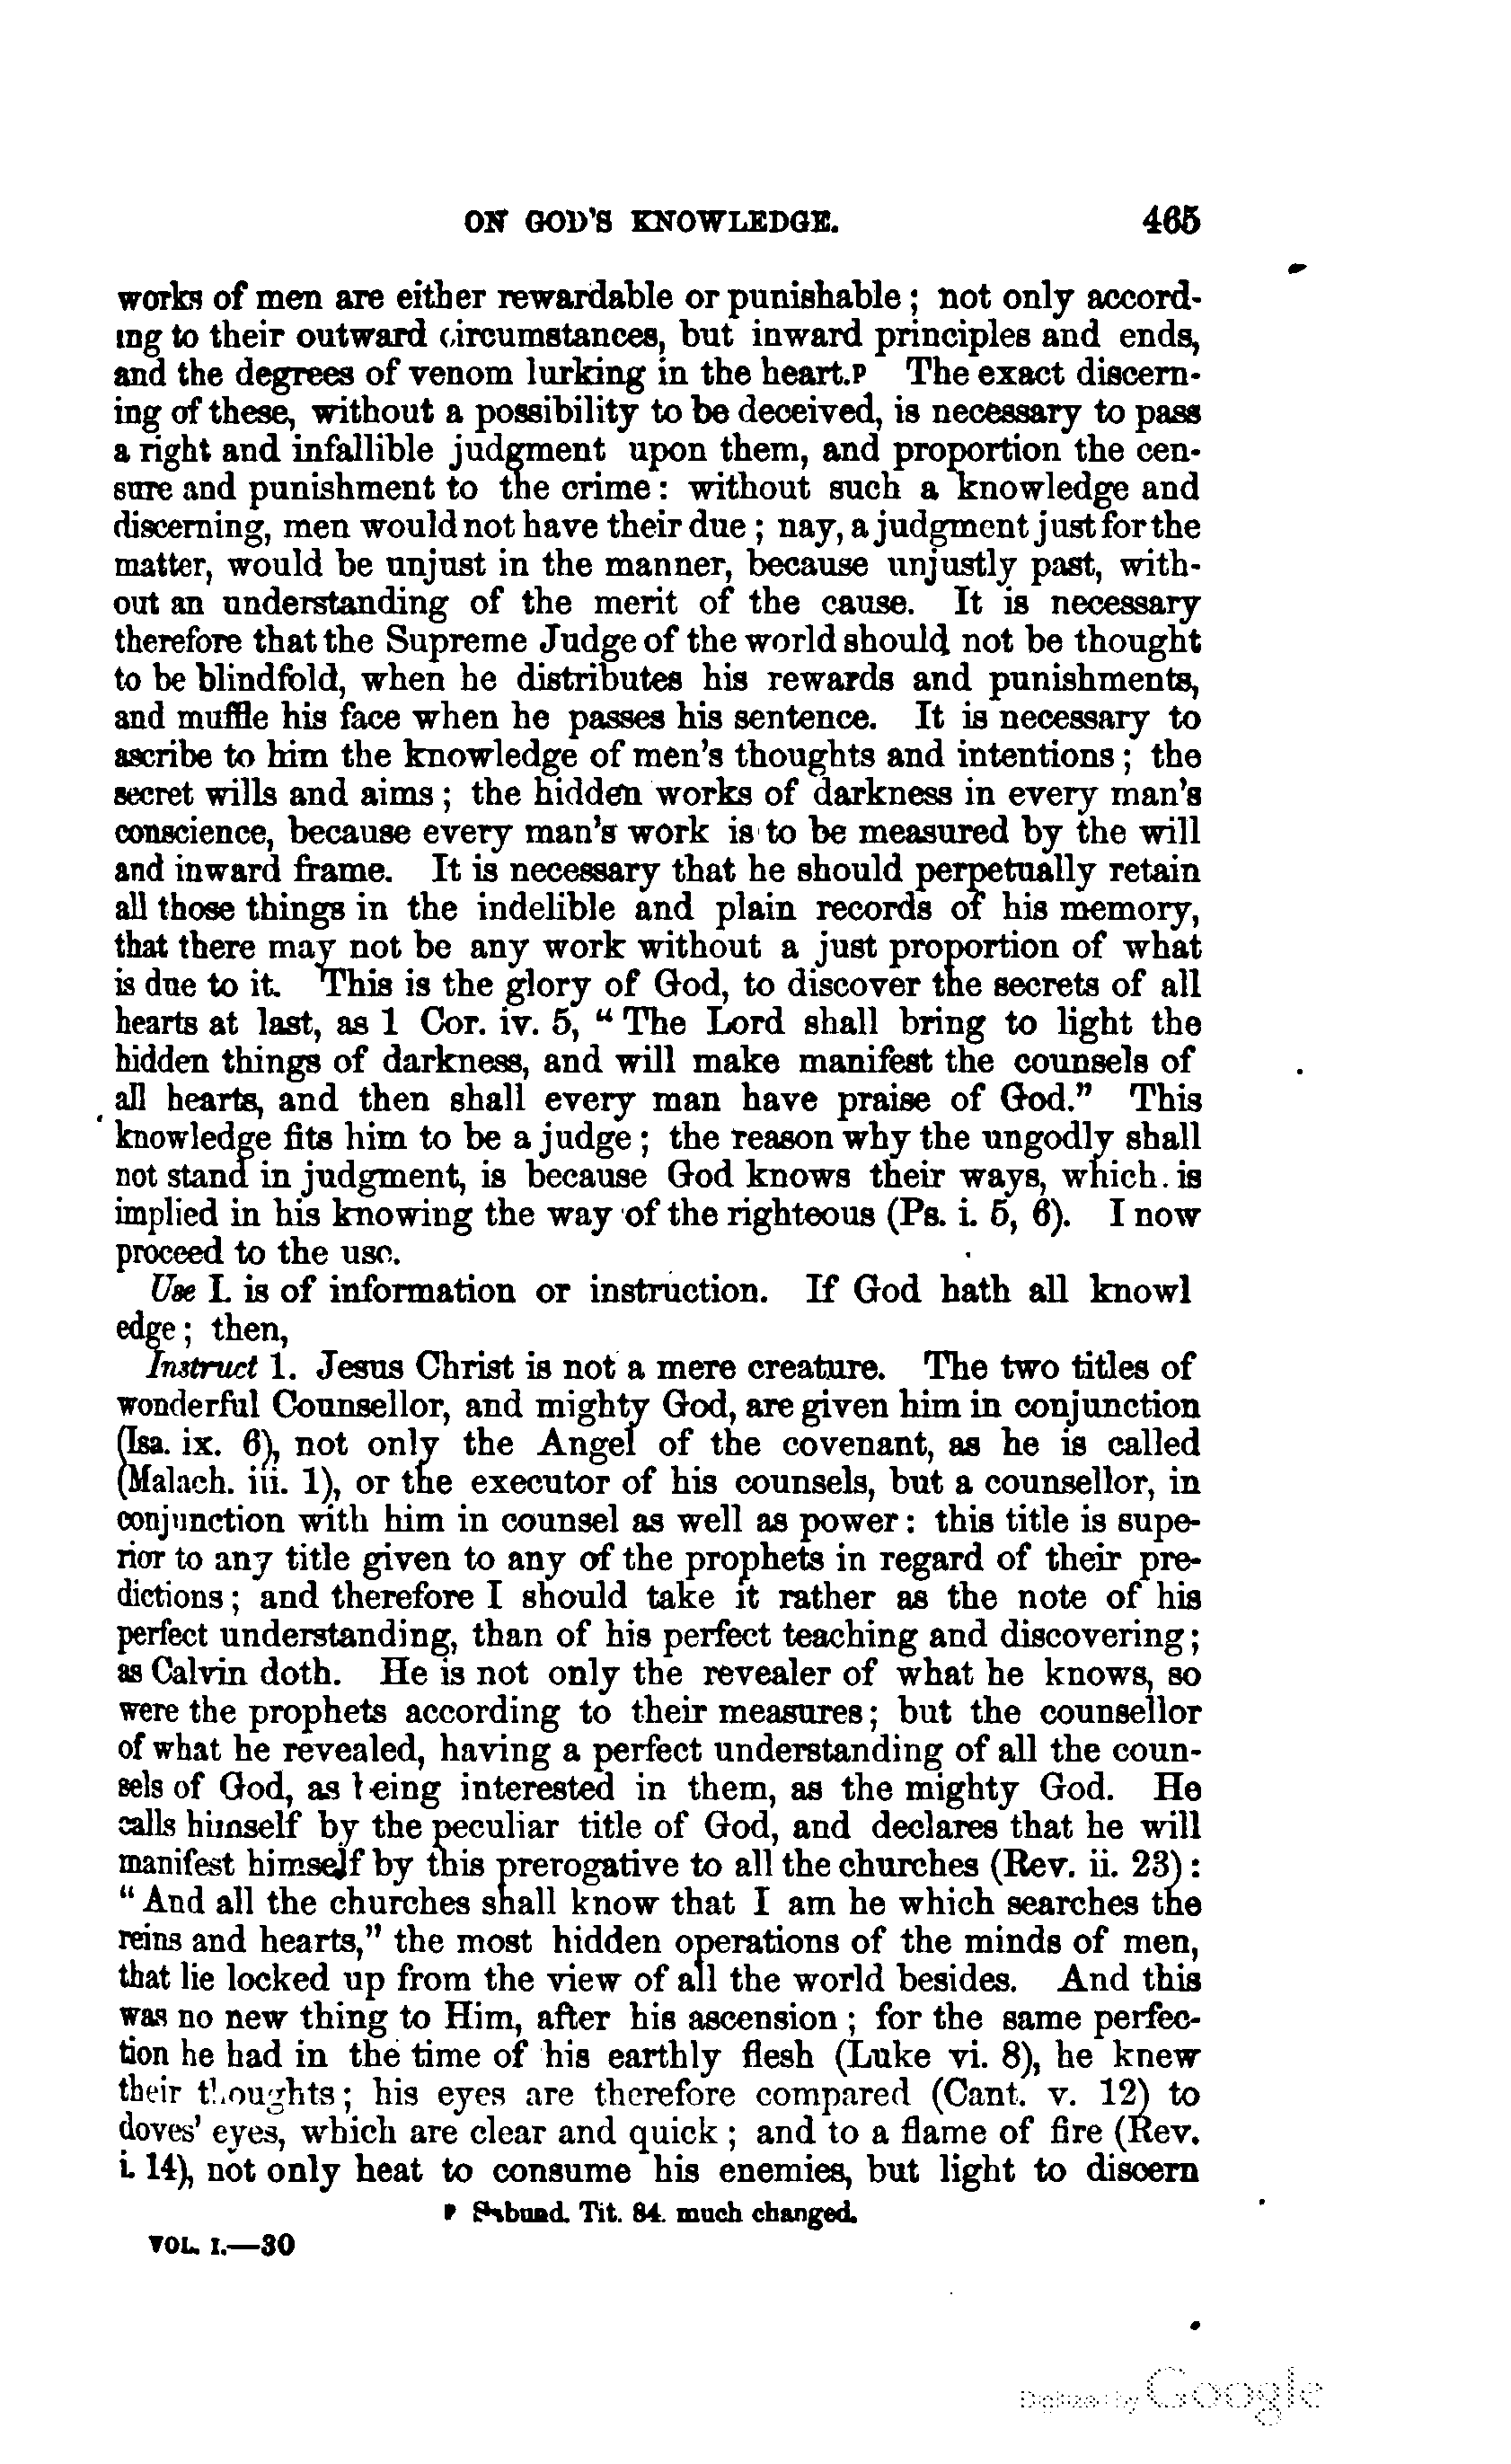 ON GOD'S KNOWLEDGE. 465
works of men are either rewardable or punishable; not only accord-
ing to their outward circumstances, but inward principles and ends,
and the degrees of venom lurking in the heart.p The exact discern-
ing of these, without a possibility to be deceived, is necessary to pass
a right and infallible judgment upon them, and proportion the cen-
sure and punishment to the crime: without such a knowledge and
discerning, men would not have their due; nay, a judgment just for the
matter, would be unjust in the manner, because unjustly past, with-
out an understanding of the merit of the cause. It is necessary
therefore that the Supreme Judge of the world should not be thought
to be blindfold, when he distributes his rewards and punishments,
and muffle his face when he passes his sentence. It is necessary to
ascribe to him the knowledge of men's thoughts and intentions; the
secret wills and aims; the hidden works of darkness in every man's
conscience, because every man's work is to be measured by the will
and inward frame. It is necessary that he should perpetually retain
all those things in the indelible and plain records of his memory,
that there may not be any work without a just proportion of what
is due to it. This is the glory of God, to discover the secrets of all
hearts at last, as 1 Cor. iv. 5, "The Lord shall bring to light the
hidden things of darkness, and will make manifest the counsels of
all hearts, and then shall every man have praise of God." This
knowledge fits him to be a judge; the reason why the ungodly shall
not stand in judgment, is because God knows their ways, which is
implied in his knowing the way of the righteous (Ps. i. 5, 6). I now
proceed to the use.
Use I. is of information or instruction. If God hath all knowl
edge; then,
Instruct 1. Jesus Christ is not a mere creature. The two titles of
wonderful Counsellor, and mighty God, are given him in conjunction
(Isa. ix. 6), not only the Angel of the covenant, as he is called
(Malach. iii. 1), or the executor of his counsels, but a counsellor, in
conjunction with him in counsel as well as power: this title is supe-
rior to any title given to any of the prophets in regard of their pre-
dictions; and therefore I should take it rather as the note of his
perfect understanding, than of his perfect teaching and discovering;
as Calvin doth. He is not only the revealer of what he knows, so
were the prophets according to their measures; but the counsellor
of what he revealed, having a perfect understanding of all the coun-
sels of God, as being interested in them, as the mighty God. He
calls himself by the peculiar title of God, and declares that he will
manifest himself by this prerogative to all the churches (Rev. ii. 23):
"And all the churches shall know that I am he which searches the
reins and hearts," the most hidden operations of the minds of men,
that lie locked up from the view of all the world besides. And this
was no new thing to Him, after his ascension; for the same perfec-
tion he had in the time of his earthly flesh (Luke vi. 8), he knew
their thoughts; his eyes are therefore compared (Cant. v. 12) to
doves' eyes, which are clear and quick; and to a flame of fire (Rev.
i. 14), not only heat to consume his enemies, but light to discern
p Sabund. Tit. 84. much changed.
VOL. I.—30
Digitized by Google